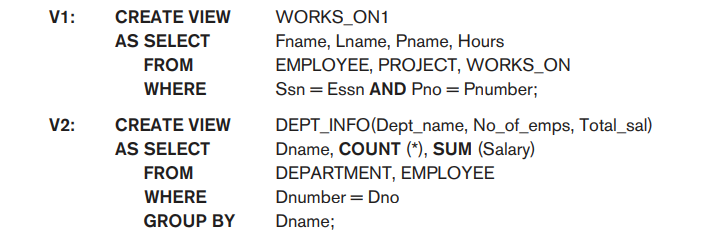 V1: CREATE VIEW WORKS_ON1
AS SELECT Fname, Lname, Pname, Hours
FROM EMPLOYEE, PROJECT, WORKS_ON
WHERE Ssn = Essn AND Pno = Pnumber;
V2: CREATE VIEW DEPT_INFO(Dept_name, No_of_emps, Total_sal)
AS SELECT Dname, COUNT (*), SUM (Salary)
FROM DEPARTMENT, EMPLOYEE
WHERE Dnumber = Dno
GROUP BY Dname;